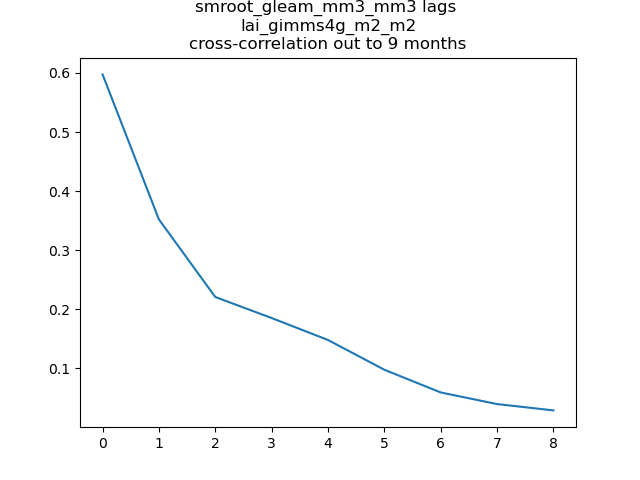 smroot_gleam_mm3_mm3 lags
lai_gimms4g_m2_m2
cross-correlation out to 9 months
0.6
0.5
0.4
0.3
0.2
0.1
0 1 2 3 4 5 6 7 8